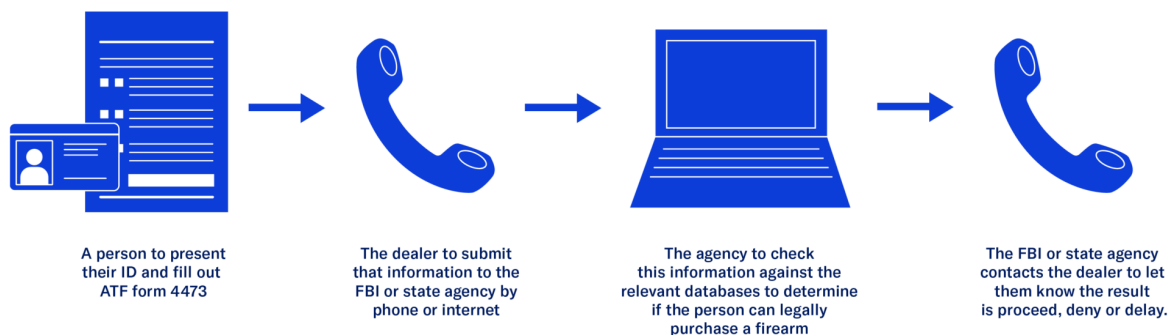 A person to present
their ID and fill out
ATF form 4473
The dealer to submit
that information to the
FBI or state agency by
phone or internet
The agency to check
this information against the
relevant databases to determine
if the person can legally
purchase a firearm
The FBI or state agency
contacts the dealer to let
them know the result
is proceed, deny or delay.